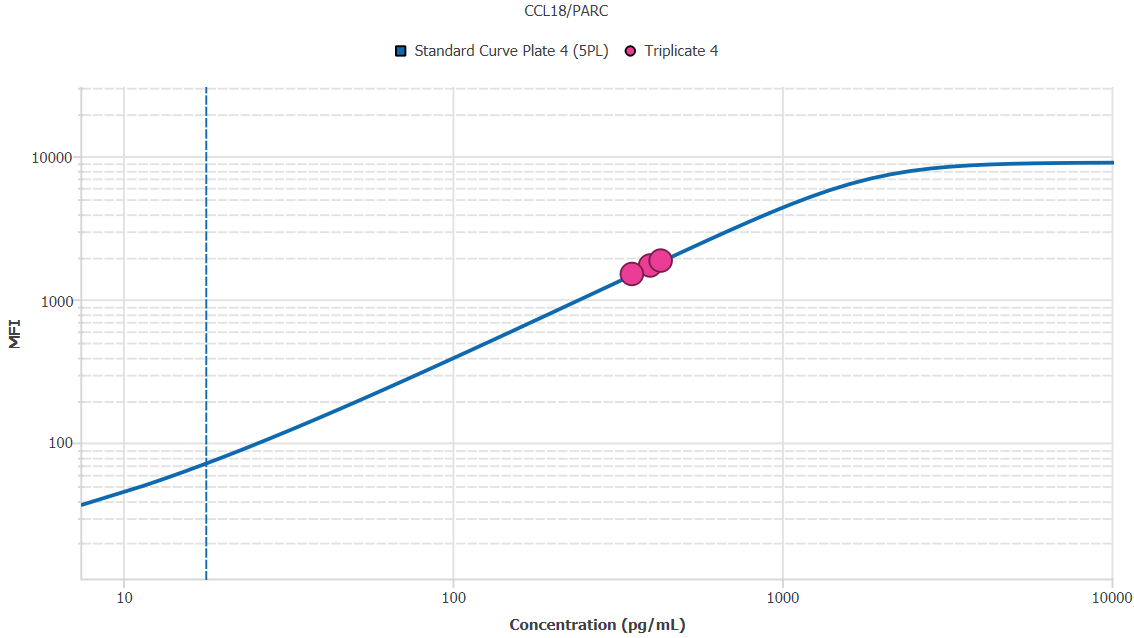 CCL18/PARC
Standard Curve Plate 4 (5PL) Triplicate 4
10000
1000
100
MFI
10 100 1000 10000
Concentration (pg/mL)